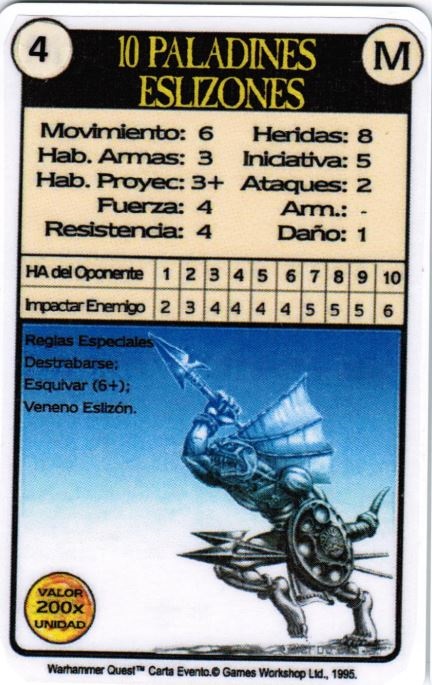 4
10 PALADINES
ESLIZONES
M
Movimiento: 6 Heridas: 8
Hab. Armas: 3 Iniciativa: 5
Hab. Proyec: 3+ Ataques: 2
Fuerza: 4 Arm.: -
Resistencia: 4 Daño: 1
HA del Oponente 1 2 3 4 5 6 7 8 9 10
Impactar Enemigo 2 3 4 4 4 4 5 5 5 6
Reglas Especiales
Destrabarse;
Esquivar (6+);
Veneno Eslizón.
VALOR
200x
UNIDAD
Warhammer Quest™ Carta Evento.© Games Workshop Ltd., 1995.